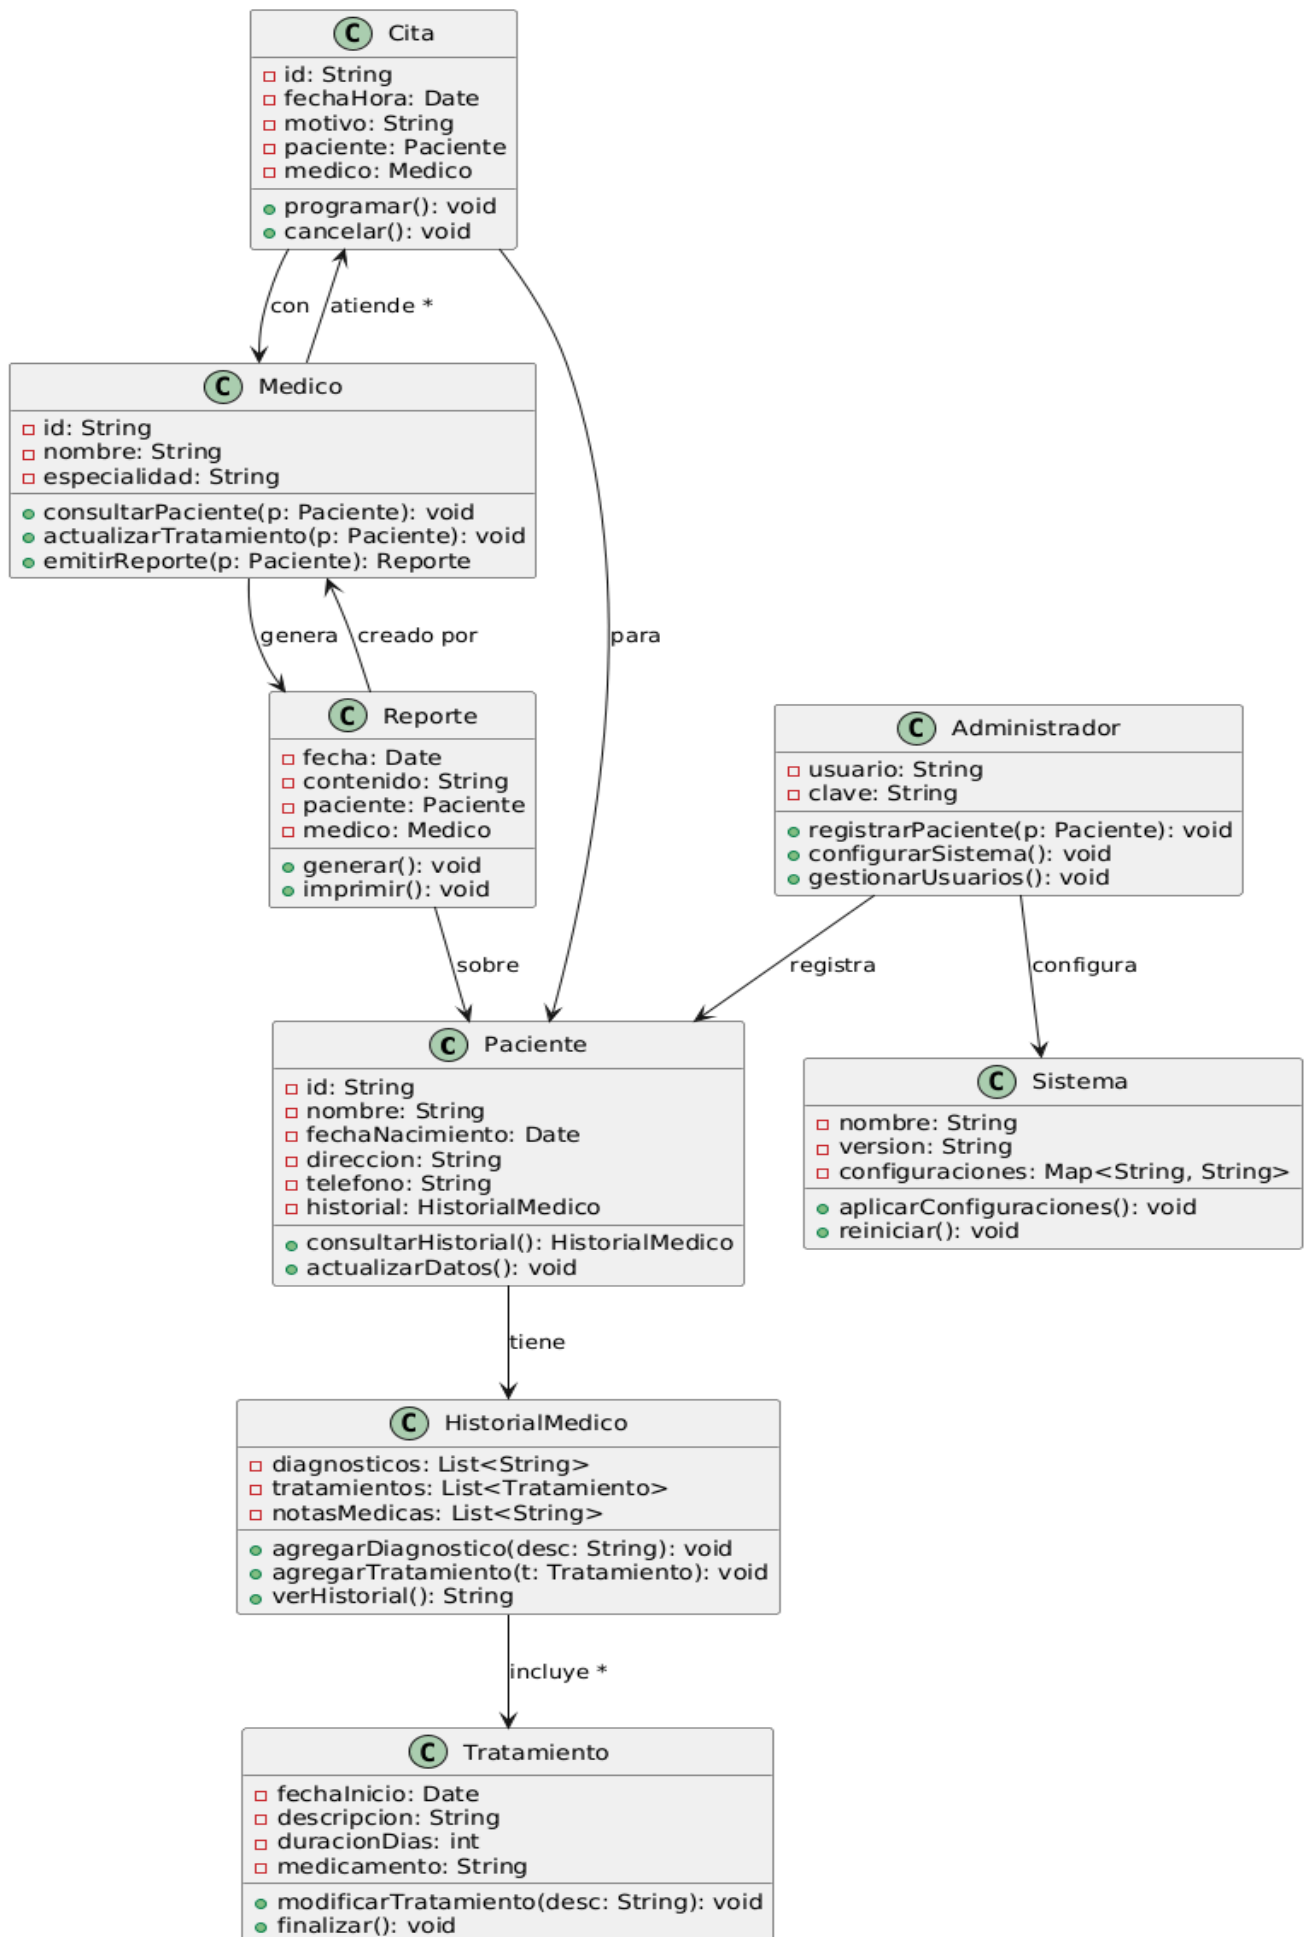 C Cita
id: String
fechaHora: Date
motivo: String
paciente: Paciente
medico: Medico
programar(): void
cancelar(): void
con
atiende *
C Medico
id: String
nombre: String
especialidad: String
consultarPaciente(p: Paciente): void
actualizarTratamiento(p: Paciente): void
emitirReporte(p: Paciente): Reporte
genera
creado por
para
C Reporte
fecha: Date
contenido: String
paciente: Paciente
medico: Medico
generar(): void
imprimir(): void
C Administrador
usuario: String
clave: String
registrarPaciente(p: Paciente): void
configurarSistema(): void
gestionarUsuarios(): void
sobre
registra
configura
C Paciente
id: String
nombre: String
fechaNacimiento: Date
direccion: String
telefono: String
historial: HistorialMedico
consultarHistorial(): HistorialMedico
actualizarDatos(): void
C Sistema
nombre: String
version: String
configuraciones: Map<String, String>
aplicarConfiguraciones(): void
reiniciar(): void
tiene
C HistorialMedico
diagnosticos: List<String>
tratamientos: List<Tratamiento>
notasMedicas: List<String>
agregarDiagnostico(desc: String): void
agregarTratamiento(t: Tratamiento): void
verHistorial(): String
incluye *
C Tratamiento
fechaInicio: Date
descripcion: String
duracionDias: int
medicamento: String
modificarTratamiento(desc: String): void
finalizar(): void